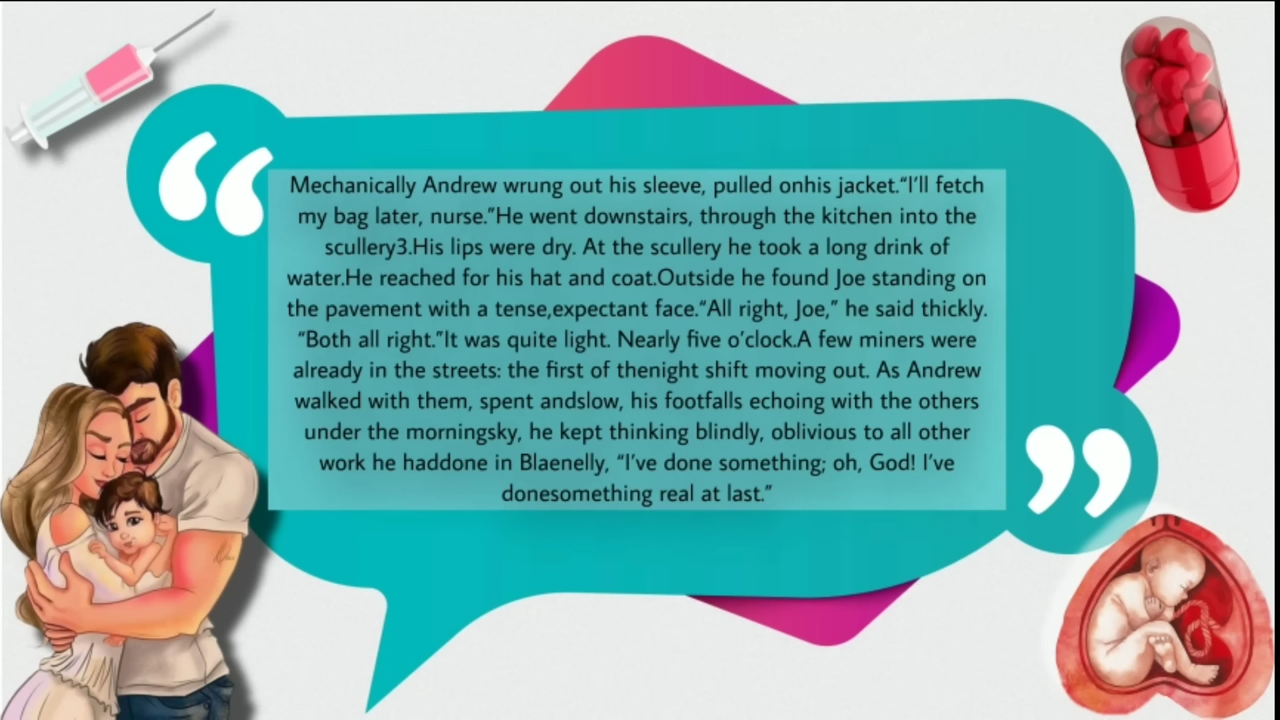 Mechanically Andrew wrung out his sleeve, pulled onhis jacket.“I’ll fetch
my bag later, nurse.”He went downstairs, through the kitchen into the
scullery3.His lips were dry. At the scullery he took a long drink of
water.He reached for his hat and coat.Outside he found Joe standing on
the pavement with a tense,expectant face.“All right, Joe,” he said thickly.
“Both all right.”It was quite light. Nearly five o’clock.A few miners were
already in the streets: the first of thenight shift moving out. As Andrew
walked with them, spent andslow, his footfalls echoing with the others
under the morningsky, he kept thinking blindly, oblivious to all other
work he haddone in Blaenelly, “I’ve done something; oh, God! I’ve
donesomething real at last.”